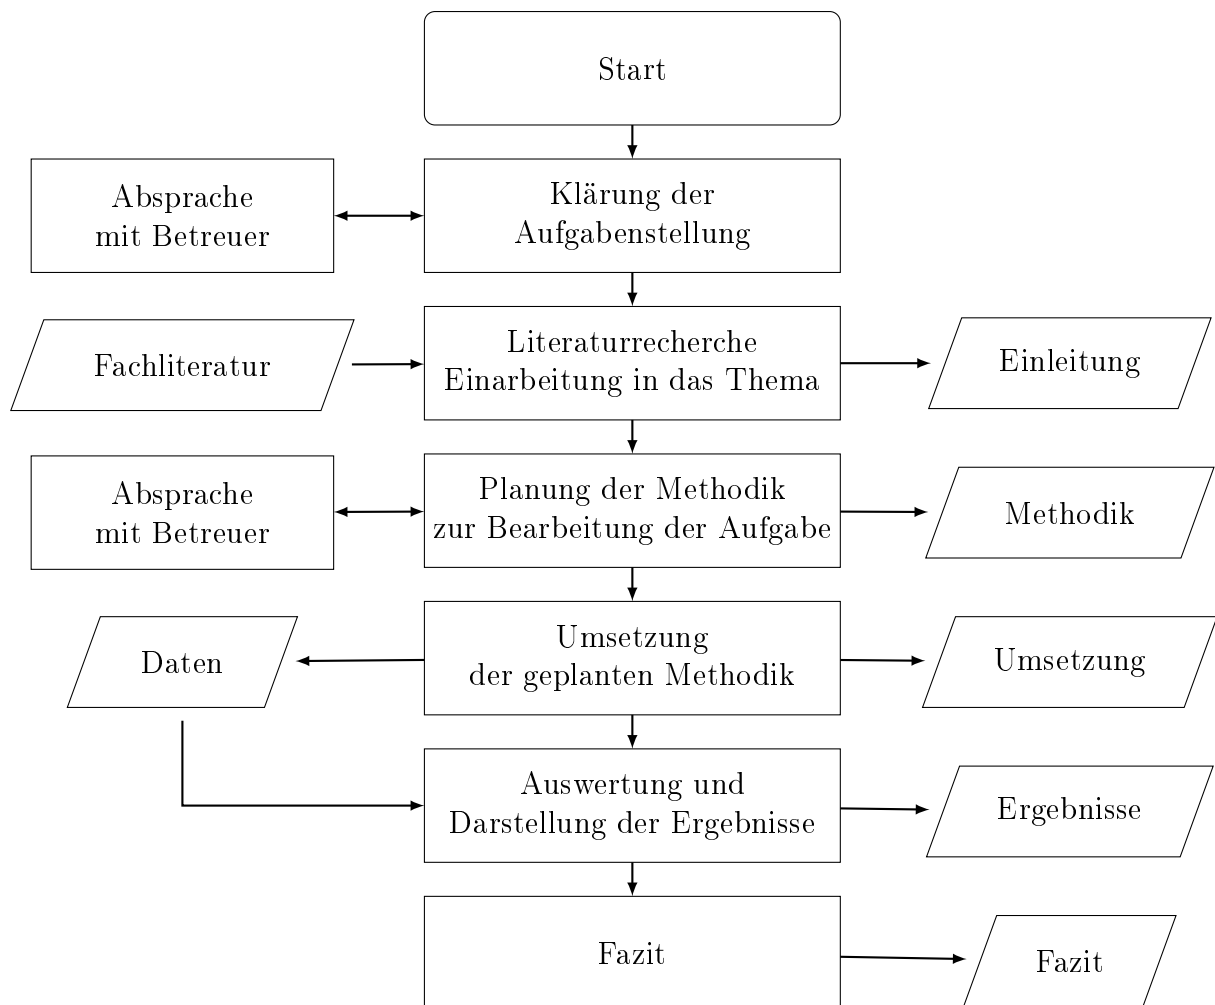 Start
Absprache
mit Betreuer
Klärung der
Aufgabenstellung
Fachliteratur
Literaturrecherche
Einarbeitung in das Thema
Einleitung
Absprache
mit Betreuer
Planung der Methodik
zur Bearbeitung der Aufgabe
Methodik
Daten
Umsetzung
der geplanten Methodik
Umsetzung
Auswertung und
Darstellung der Ergebnisse
Ergebnisse
Fazit
Fazit